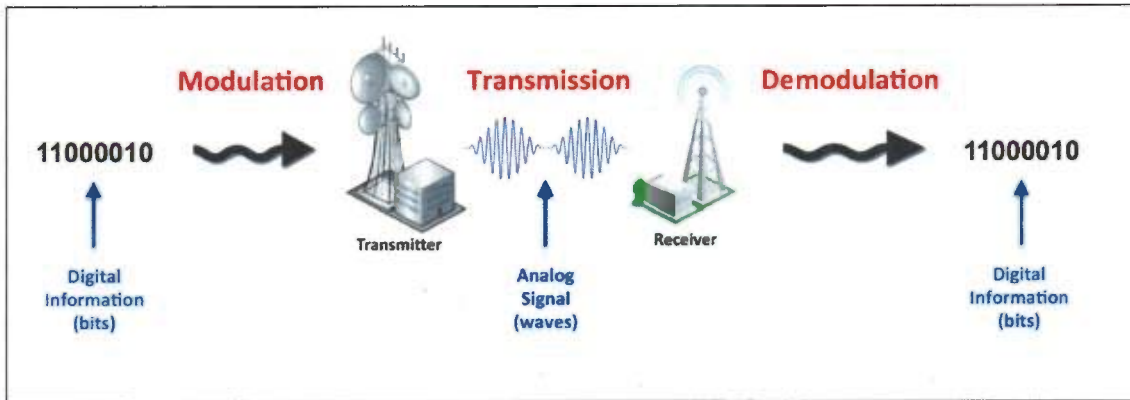 Modulation
Transmission
Demodulation
11000010
11000010
Transmitter
Receiver
Digital
Information
(bits)
Analog
Signal
(waves)
Digital
Information
(bits)